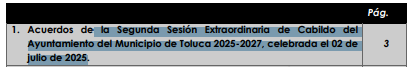 Pág.
1. Acuerdos de la Segunda Sesión Extraordinaria de Cabildo del
Ayuntamiento del Municipio de Toluca 2025-2027, celebrada el 02 de 3
julio de 2025.